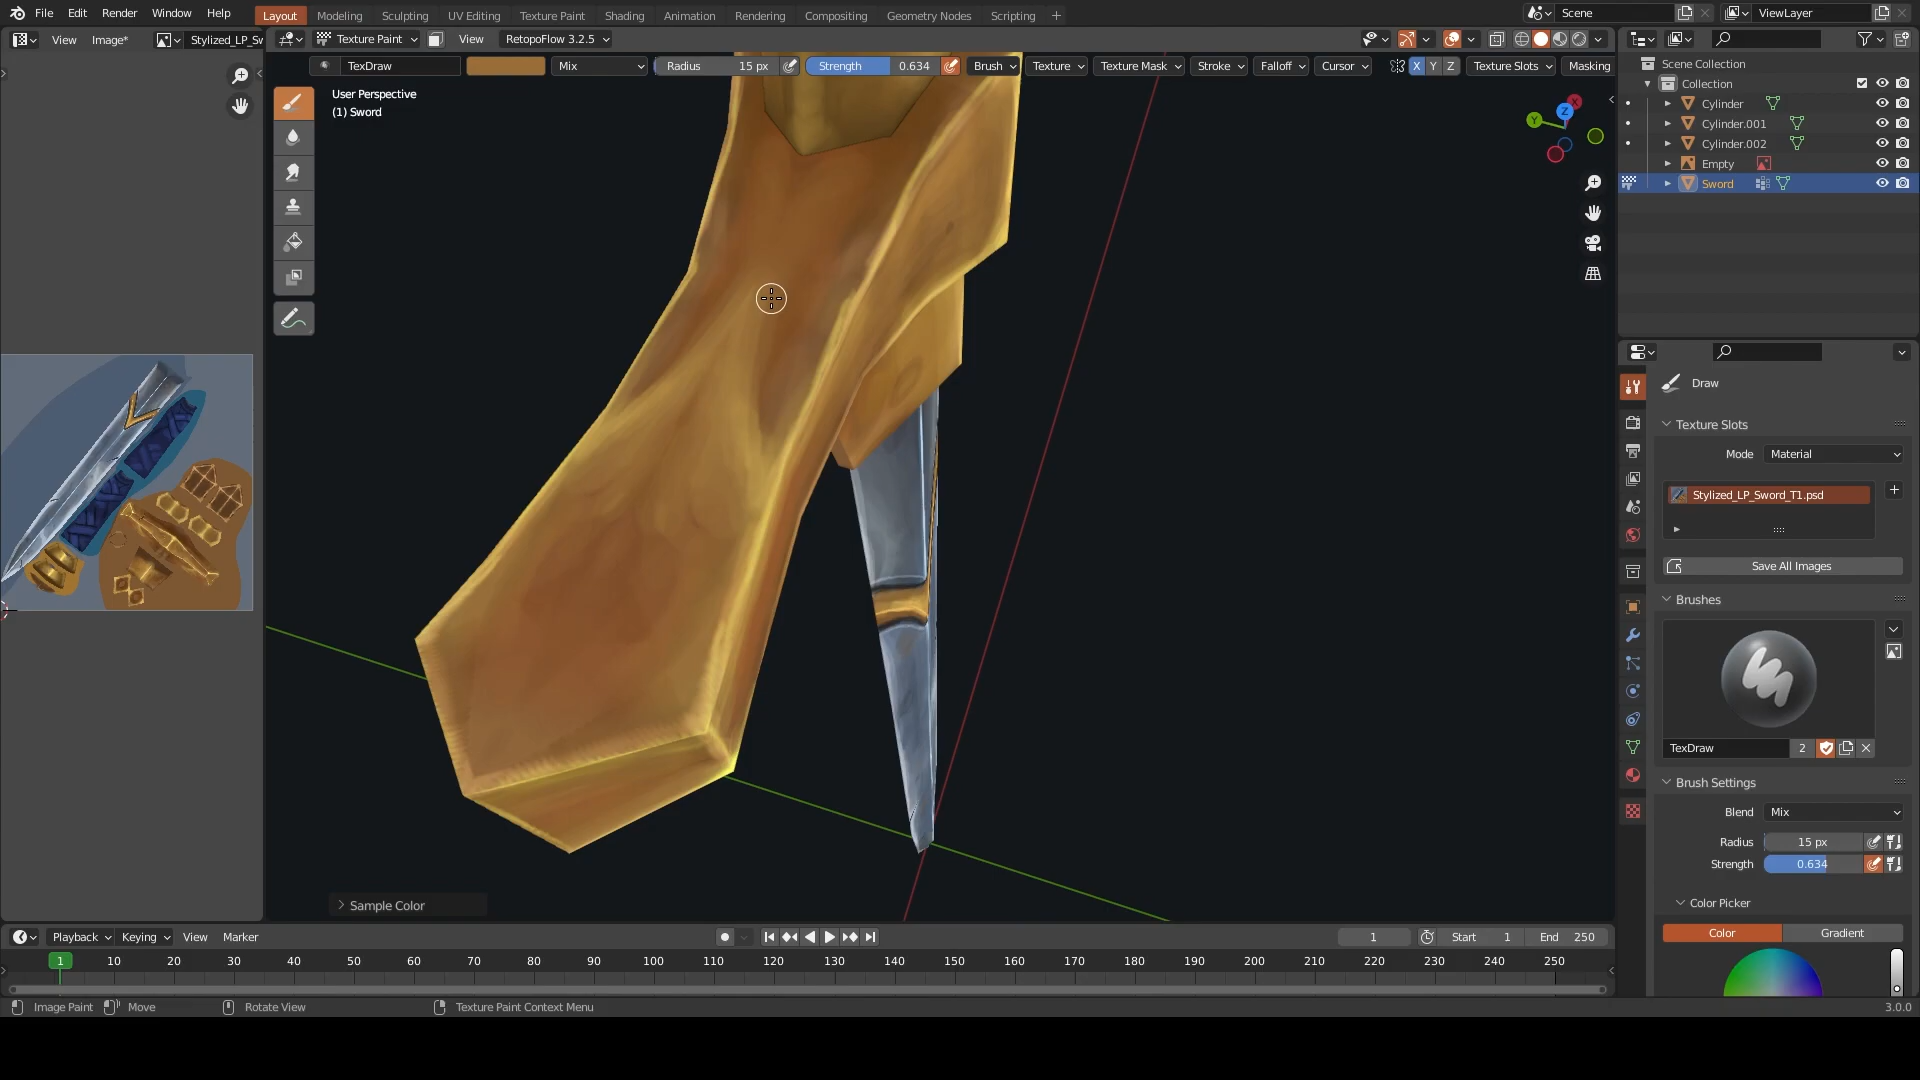 File Edit Render Window Help Layout Modeling Sculpting UV Editing Texture Paint Shading Animation Rendering Compositing Geometry Nodes Scripting + Scene ViewLayer
View Image* Stylized_LP_Sw Texture Paint View RetopoFlow 3.2.5
TexDraw Mix Radius 15 px Strength 0.634 Brush Texture Texture Mask Stroke Falloff Cursor X Y Z Texture Slots Masking
User Perspective
(1) Sword
X
Y
Z
Scene Collection
Collection
Cylinder
Cylinder.001
Cylinder.002
Empty
Sword
Draw
Texture Slots
Mode Material
Stylized_LP_Sword_T1.psd
Save All Images
Brushes
TexDraw 2
Brush Settings
Blend Mix
Radius 15 px
Strength 0.634
Color Picker
Color Gradient
Sample Color
Playback Keying View Marker 1 Start 1 End 250
1 10 20 30 40 50 60 70 80 90 100 110 120 130 140 150 160 170 180 190 200 210 220 230 240 250
Image Paint Move Rotate View Texture Paint Context Menu 3.0.0